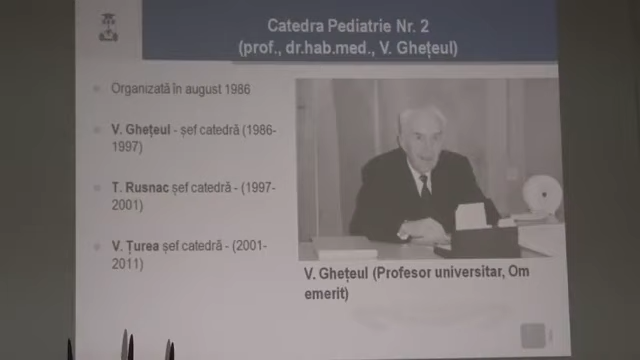 Catedra Pediatrie Nr. 2
(prof., dr.hab.med., V. Ghețeul)
Organizată în august 1986
V. Ghețeul - șef catedră (1986-
1997)
T. Rusnac șef catedră - (1997-
2001)
V. Țurea șef catedră - (2001-
2011)
V. Ghețeul (Profesor universitar, Om
emerit)